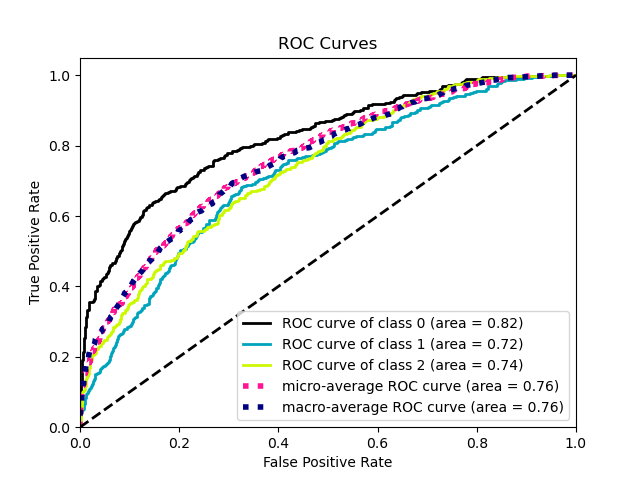 ROC Curves
True Positive Rate
1.0
0.8
0.6
0.4
0.2
0.0
ROC curve of class 0 (area = 0.82)
ROC curve of class 1 (area = 0.72)
ROC curve of class 2 (area = 0.74)
micro-average ROC curve (area = 0.76)
macro-average ROC curve (area = 0.76)
0.0 0.2 0.4 0.6 0.8 1.0
False Positive Rate